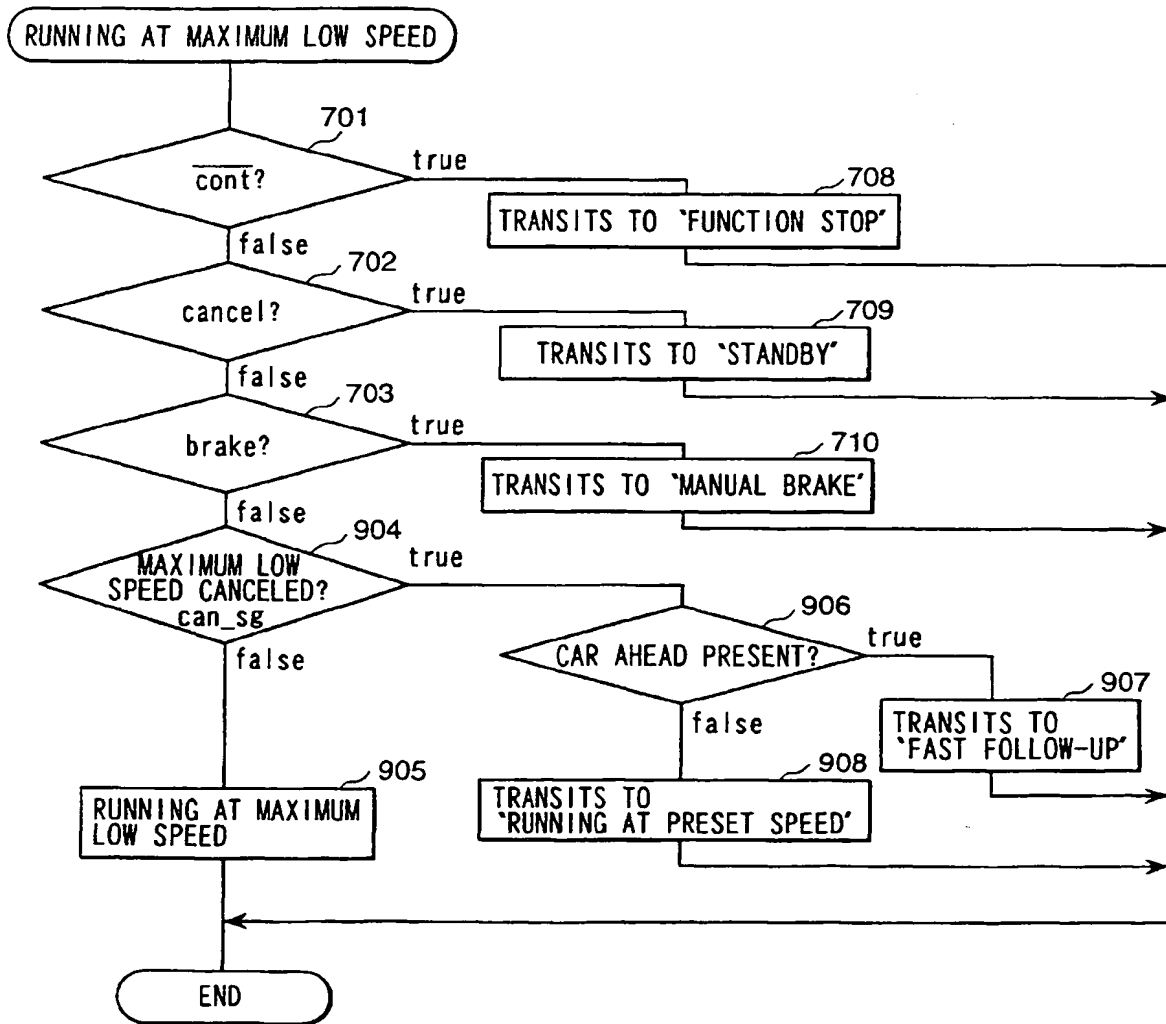 RUNNING AT MAXIMUM LOW SPEED
701
cont?
true
708
TRANSITS TO 'FUNCTION STOP'
false
702
cancel?
true
709
TRANSITS TO 'STANDBY'
false
703
brake?
true
710
TRANSITS TO 'MANUAL BRAKE'
false
904
MAXIMUM LOW
SPEED CANCELED?
can_sg
true
906
CAR AHEAD PRESENT?
true
907
TRANSITS TO
'FAST FOLLOW-UP'
false
false
908
TRANSITS TO
'RUNNING AT PRESET SPEED'
905
RUNNING AT MAXIMUM
LOW SPEED
END